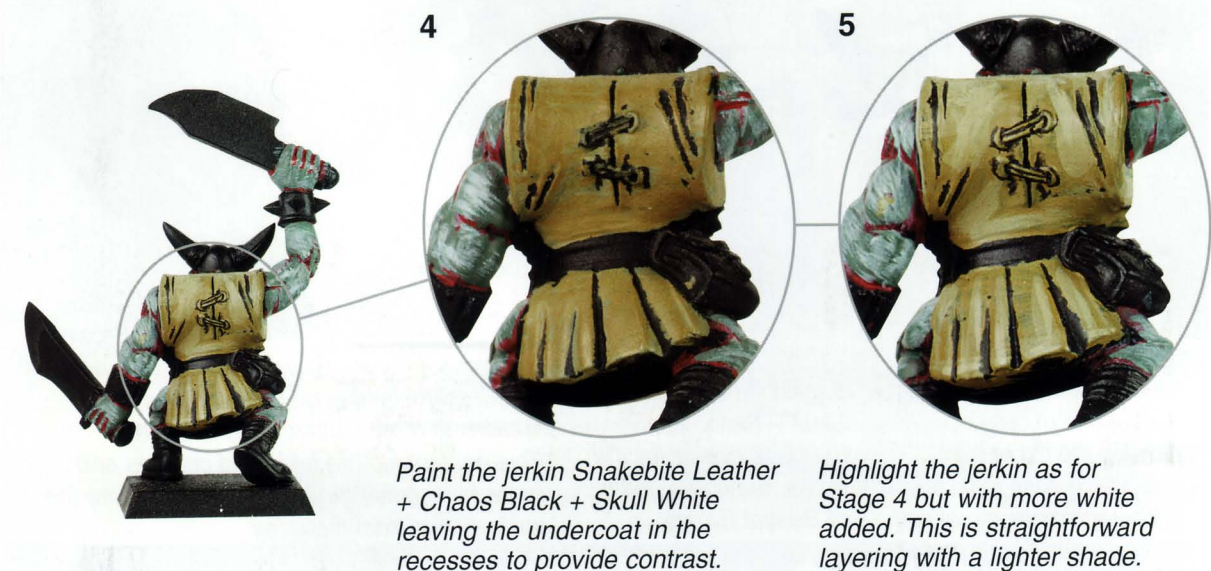 4
5
Paint the jerkin Snakebite Leather
+ Chaos Black + Skull White
leaving the undercoat in the
recesses to provide contrast.
Highlight the jerkin as for
Stage 4 but with more white
added. This is straightforward
layering with a lighter shade.